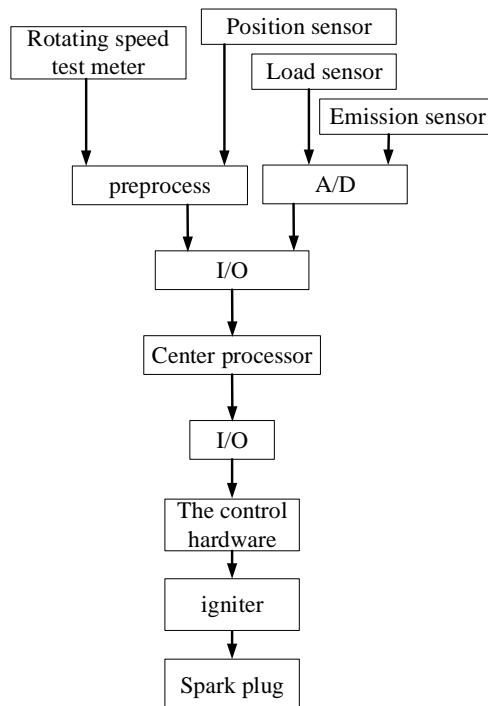 Position sensor
Rotating speed
test meter
Load sensor
Emission sensor
preprocess
A/D
I/O
Center processor
I/O
The control
hardware
igniter
Spark plug